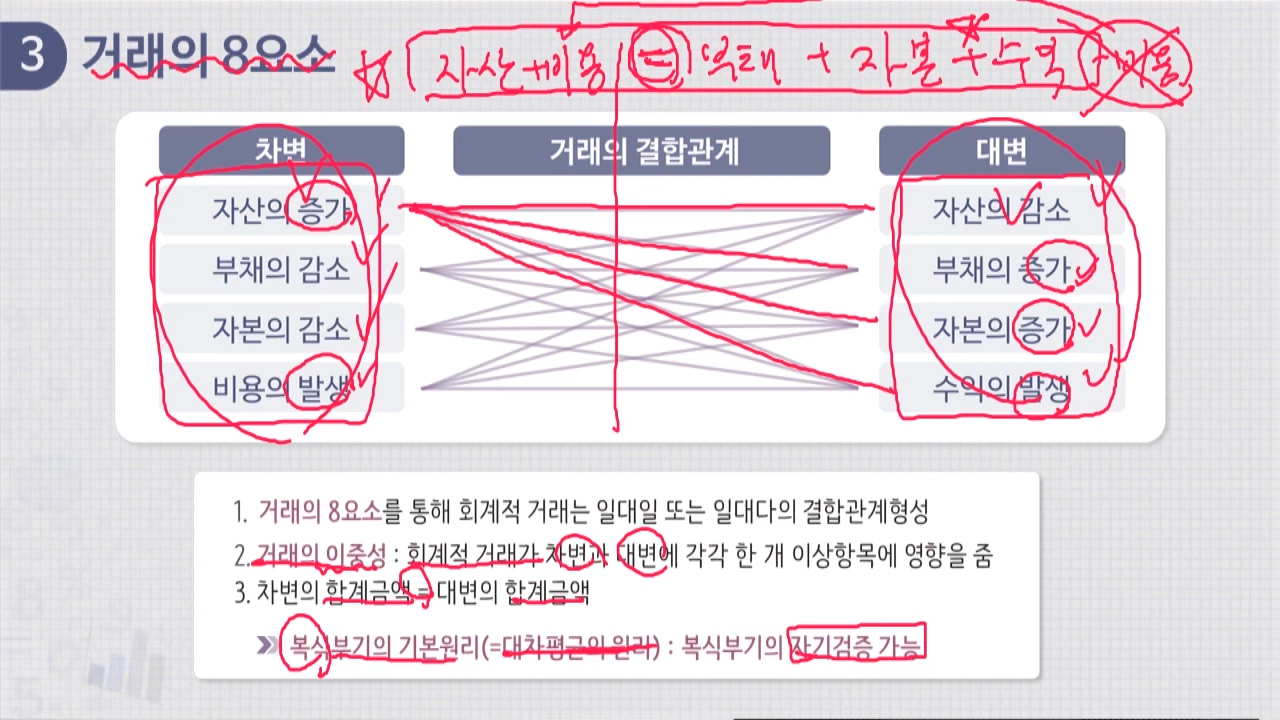 3 거래의 8요소
자산+비용 = 부채 + 자본 + 수익 - 비용
차변 거래의 결합관계 대변
자산의 증가 자산의 감소
부채의 감소 부채의 증가
자본의 감소 자본의 증가
비용의 발생 수익의 발생
1. 거래의 8요소를 통해 회계적 거래는 일대일 또는 일대다의 결합관계형성
2. 거래의 이중성 : 회계적 거래가 차변과 대변에 각각 한 개 이상항목에 영향을 줌
3. 차변의 합계금액 = 대변의 합계금액
복식부기의 기본원리(=대차평균의 원리) : 복식부기의 자기검증 가능